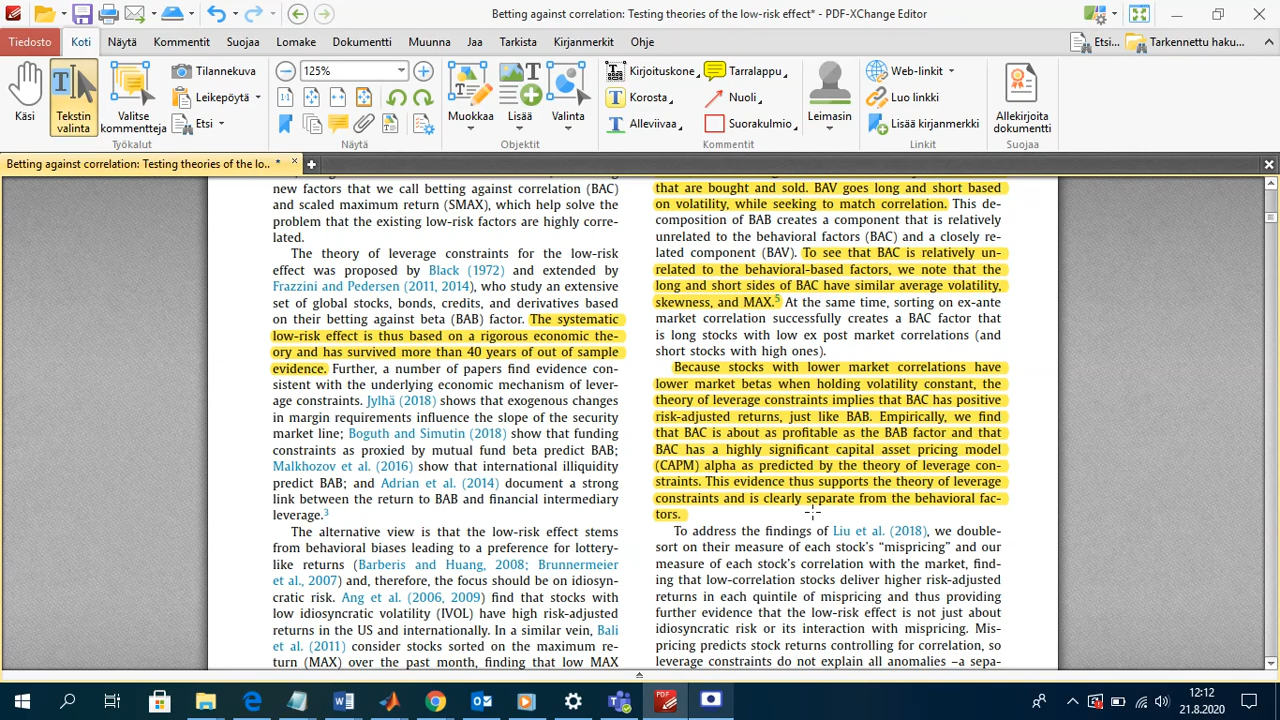 Betting against correlation: Testing theories of the low-risk effect* - PDF-XChange Editor
Tiedosto
Koti
Näytä
Kommentit
Suojaa
Lomake
Dokumentti
Muunna
Jaa
Tarkista
Kirjanmerkit
Ohje
Etsi...
Tarkennettu haku...
Käsi
Tekstin
valinta
Valitse
kommentteja
Tilannekuva
Leikepöytä
Etsi
Työkalut
125%
Näytä
Muokkaa
Lisää
Valinta
Objektit
Kirjoituskone
Korosta
Alleviivaa
Tarralappu
Nuoli
Suorakulmio
Kommentit
Leimasin
Web-linkit
Luo linkki
Lisää kirjanmerkki
Linkit
Allekirjoita
dokumentti
Suojaa
Betting against correlation: Testing theories of the lo.. *
new factors that we call betting against correlation (BAC)
and scaled maximum return (SMAX), which help solve the
problem that the existing low-risk factors are highly corre-
lated.
The theory of leverage constraints for the low-risk
effect was proposed by Black (1972) and extended by
Frazzini and Pedersen (2011, 2014), who study an extensive
set of global stocks, bonds, credits, and derivatives based
on their betting against beta (BAB) factor. The systematic
low-risk effect is thus based on a rigorous economic the-
ory and has survived more than 40 years of out of sample
evidence. Further, a number of papers find evidence con-
sistent with the underlying economic mechanism of lever-
age constraints. Jylhä (2018) shows that exogenous changes
in margin requirements influence the slope of the security
market line; Boguth and Simutin (2018) show that funding
constraints as proxied by mutual fund beta predict BAB;
Malkhozov et al. (2016) show that international illiquidity
predict BAB; and Adrian et al. (2014) document a strong
link between the return to BAB and financial intermediary
leverage.3
The alternative view is that the low-risk effect stems
from behavioral biases leading to a preference for lottery-
like returns (Barberis and Huang, 2008; Brunnermeier
et al., 2007) and, therefore, the focus should be on idiosyn-
cratic risk. Ang et al. (2006, 2009) find that stocks with
low idiosyncratic volatility (IVOL) have high risk-adjusted
returns in the US and internationally. In a similar vein, Bali
et al. (2011) consider stocks sorted on the maximum re-
turn (MAX) over the past month, finding that low MAX
that are bought and sold. BAV goes long and short based
on volatility, while seeking to match correlation. This de-
composition of BAB creates a component that is relatively
unrelated to the behavioral factors (BAC) and a closely re-
lated component (BAV). To see that BAC is relatively un-
related to the behavioral-based factors, we note that the
long and short sides of BAC have similar average volatility,
skewness, and MAX.5 At the same time, sorting on ex-ante
market correlation successfully creates a BAC factor that
is long stocks with low ex post market correlations (and
short stocks with high ones).
Because stocks with lower market correlations have
lower market betas when holding volatility constant, the
theory of leverage constraints implies that BAC has positive
risk-adjusted returns, just like BAB. Empirically, we find
that BAC is about as profitable as the BAB factor and that
BAC has a highly significant capital asset pricing model
(CAPM) alpha as predicted by the theory of leverage con-
straints. This evidence thus supports the theory of leverage
constraints and is clearly separate from the behavioral fac-
tors.
To address the findings of Liu et al. (2018), we double-
sort on their measure of each stock's “mispricing” and our
measure of each stock's correlation with the market, find-
ing that low-correlation stocks deliver higher risk-adjusted
returns in each quintile of mispricing and thus providing
further evidence that the low-risk effect is not just about
idiosyncratic risk or its interaction with mispricing. Mis-
pricing predicts stock returns controlling for correlation, so
leverage constraints do not explain all anomalies –a sepa-
12:12
21.8.2020